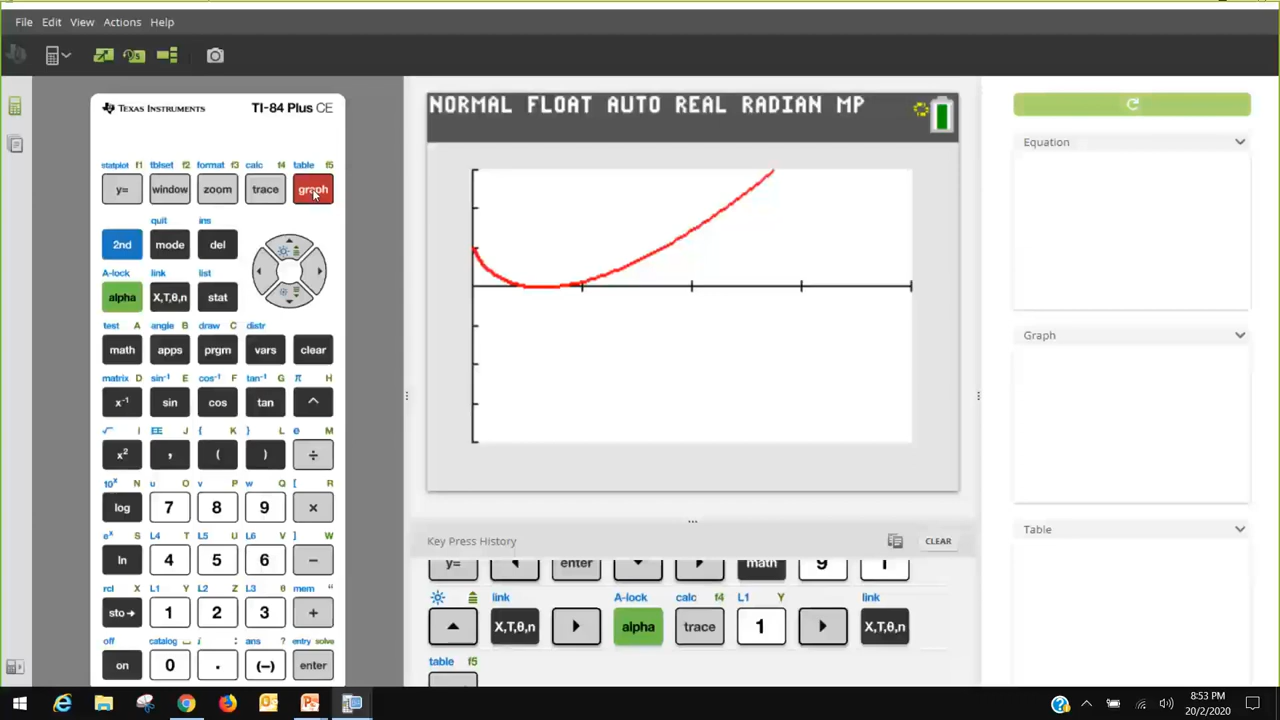 File Edit View Actions Help
TEXAS INSTRUMENTS TI-84 Plus CE
statplot f1 tblset f2 format f3 calc f4 table f5
y= window zoom trace graph
quit ins
2nd mode del
A-lock link list
alpha X,T,θ,n stat
test A angle B draw C distr
math apps prgm vars clear
matrix D sin⁻¹ E cos⁻¹ F tan⁻¹ G π H
x⁻¹ sin cos tan ^
√ I EE J { K } L e M
x² , ( ) ÷
10ˣ N u O v P w Q [ R
log 7 8 9 ×
eˣ S L4 T L5 U L6 V ] W
ln 4 5 6 −
rcl X L1 Y L2 Z L3 θ mem "
sto→ 1 2 3 +
off catalog ⎵ i : ans ? entry solve
on 0 . (−) enter
NORMAL FLOAT AUTO REAL RADIAN MP
Key Press History CLEAR
y= enter math 9 1
link A-lock calc f4 L1 Y link
X,T,θ,n alpha trace 1 X,T,θ,n
table f5
Equation
Graph
Table
8:53 PM
20/2/2020